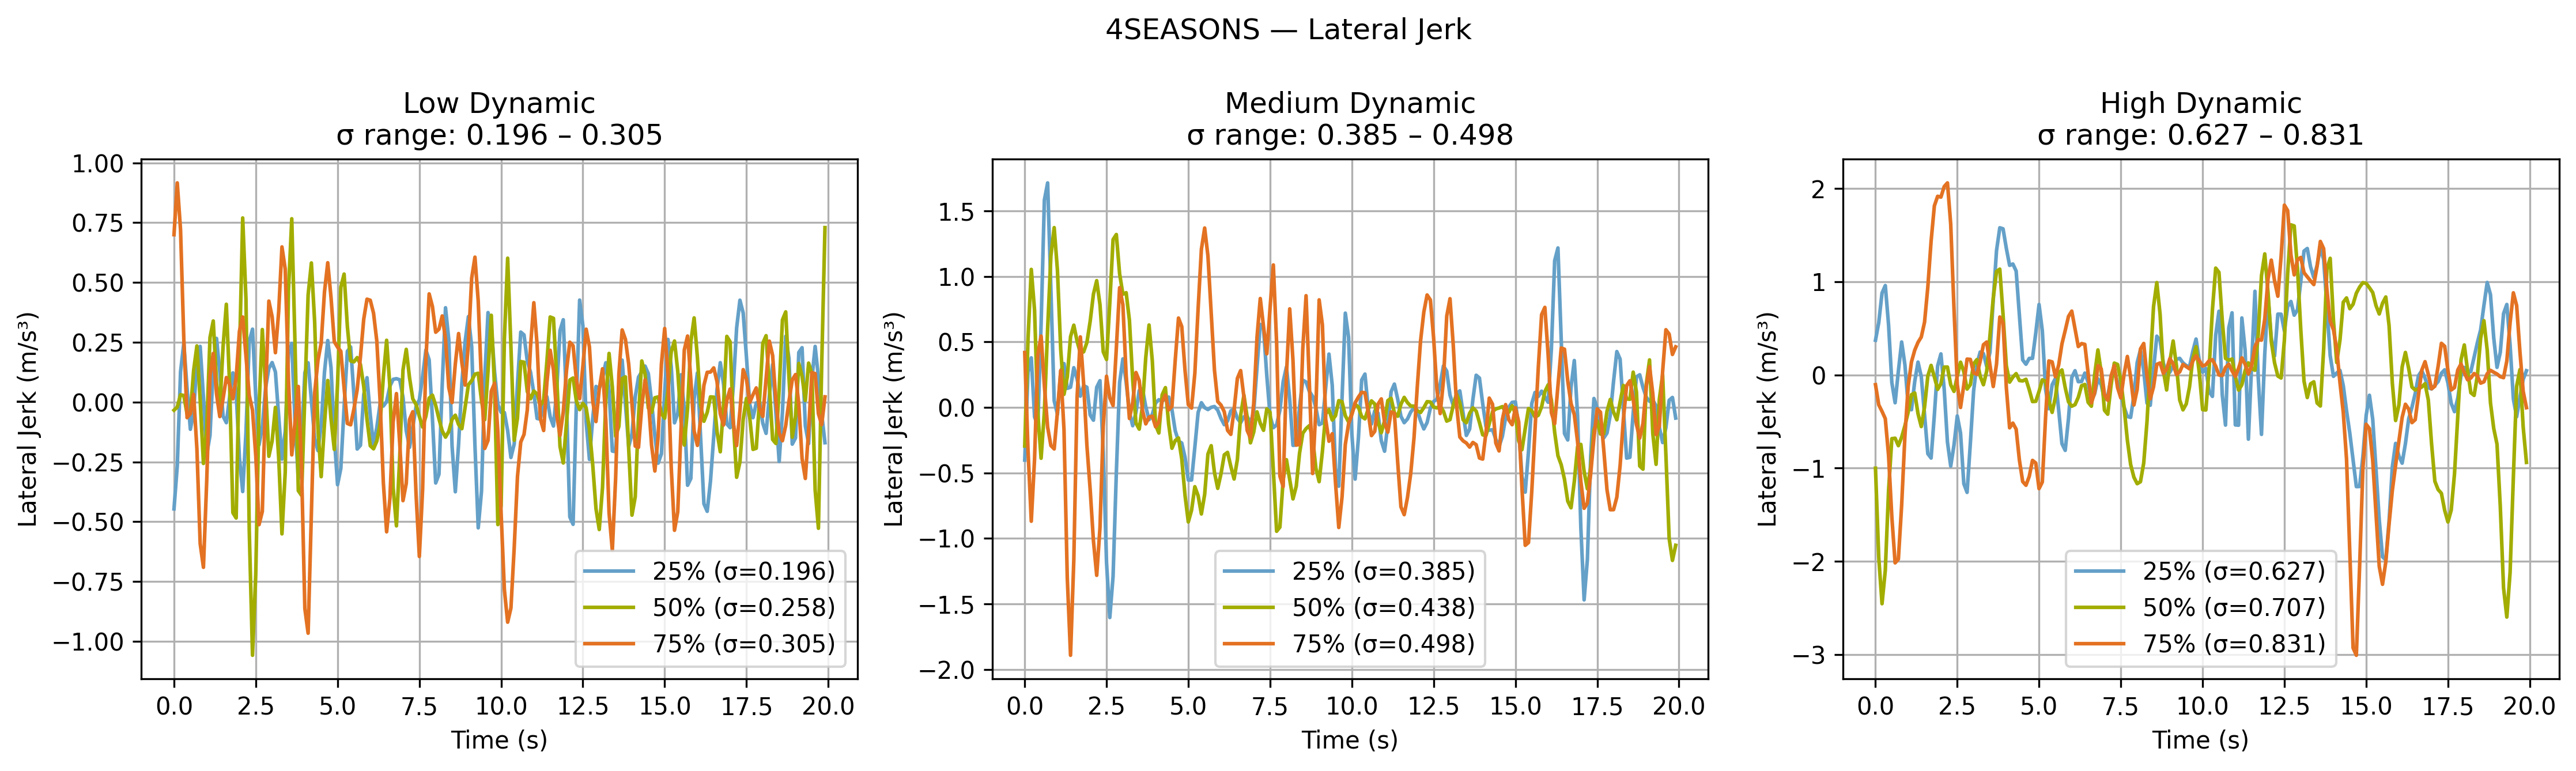 4SEASONS — Lateral Jerk
Low Dynamic
σ range: 0.196 – 0.305
Lateral Jerk (m/s³)
1.00
0.75
0.50
0.25
0.00
−0.25
−0.50
−0.75
−1.00
25% (σ=0.196)
50% (σ=0.258)
75% (σ=0.305)
0.0 2.5 5.0 7.5 10.0 12.5 15.0 17.5 20.0
Time (s)
Medium Dynamic
σ range: 0.385 – 0.498
Lateral Jerk (m/s³)
1.5
1.0
0.5
0.0
−0.5
−1.0
−1.5
−2.0
25% (σ=0.385)
50% (σ=0.438)
75% (σ=0.498)
0.0 2.5 5.0 7.5 10.0 12.5 15.0 17.5 20.0
Time (s)
High Dynamic
σ range: 0.627 – 0.831
Lateral Jerk (m/s³)
2
1
0
−1
−2
−3
25% (σ=0.627)
50% (σ=0.707)
75% (σ=0.831)
0.0 2.5 5.0 7.5 10.0 12.5 15.0 17.5 20.0
Time (s)